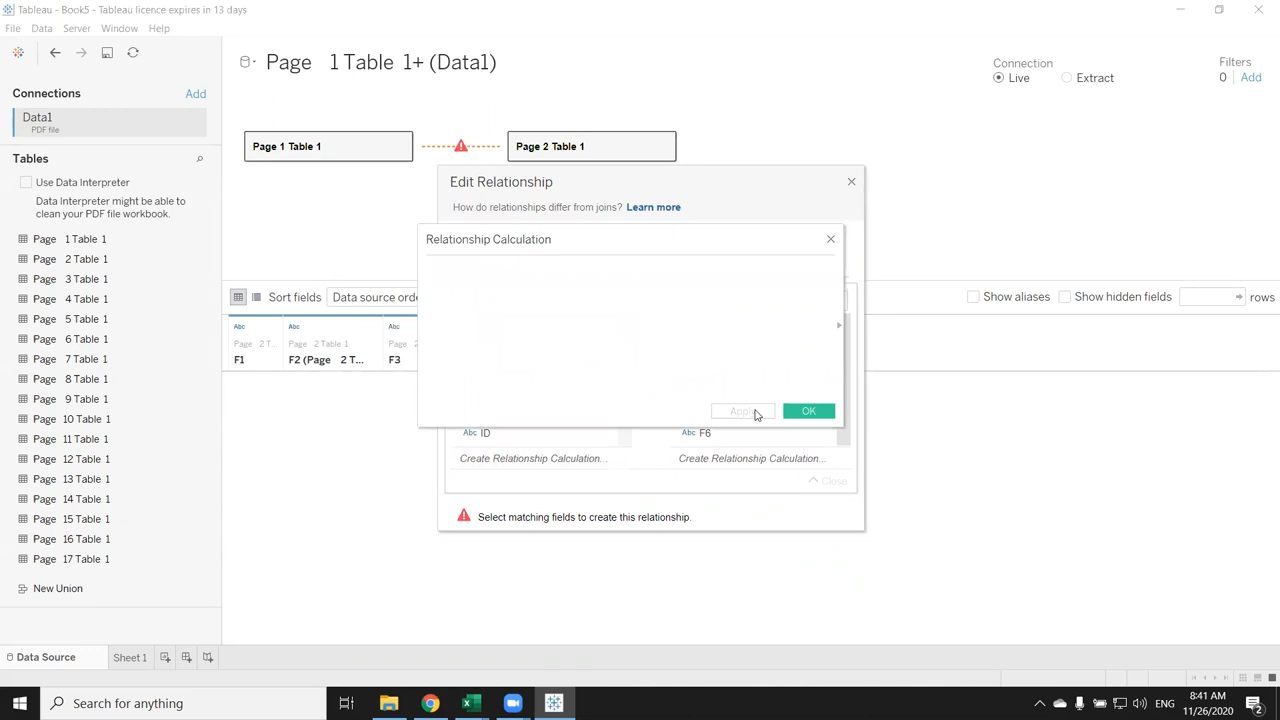 Tableau - Book5 - Tableau licence expires in 13 days
File Data Server Window Help
Connections Add
Data1
PDF file
Tables
Use Data Interpreter
Data Interpreter might be able to
clean your PDF file workbook.
Page 1 Table 1
Page 2 Table 1
Page 3 Table 1
Page 4 Table 1
Page 5 Table 1
Page 6 Table 1
Page 7 Table 1
Page 8 Table 1
Page 9 Table 1
Page 10 Table 1
Page 11 Table 1
Page 12 Table 1
Page 13 Table 1
Page 14 Table 1
Page 15 Table 1
Page 16 Table 1
Page 17 Table 1
New Union
Page 1 Table 1+ (Data1)
Connection
Live Extract
Filters
0 Add
Page 1 Table 1
Page 2 Table 1
Edit Relationship
How do relationships differ from joins? Learn more
Relationship Calculation
Apply OK
Abc ID
Abc F6
Create Relationship Calculation...
Create Relationship Calculation...
Close
Select matching fields to create this relationship.
Sort fields Data source orde
Show aliases Show hidden fields rows
Abc Abc Abc
Page 2 T... Page 2 Table 1 Page 2 T
F1 F2 (Page 2 T... F3
Data Source Sheet 1
Search for anything
ENG
8:41 AM
11/26/2020
2